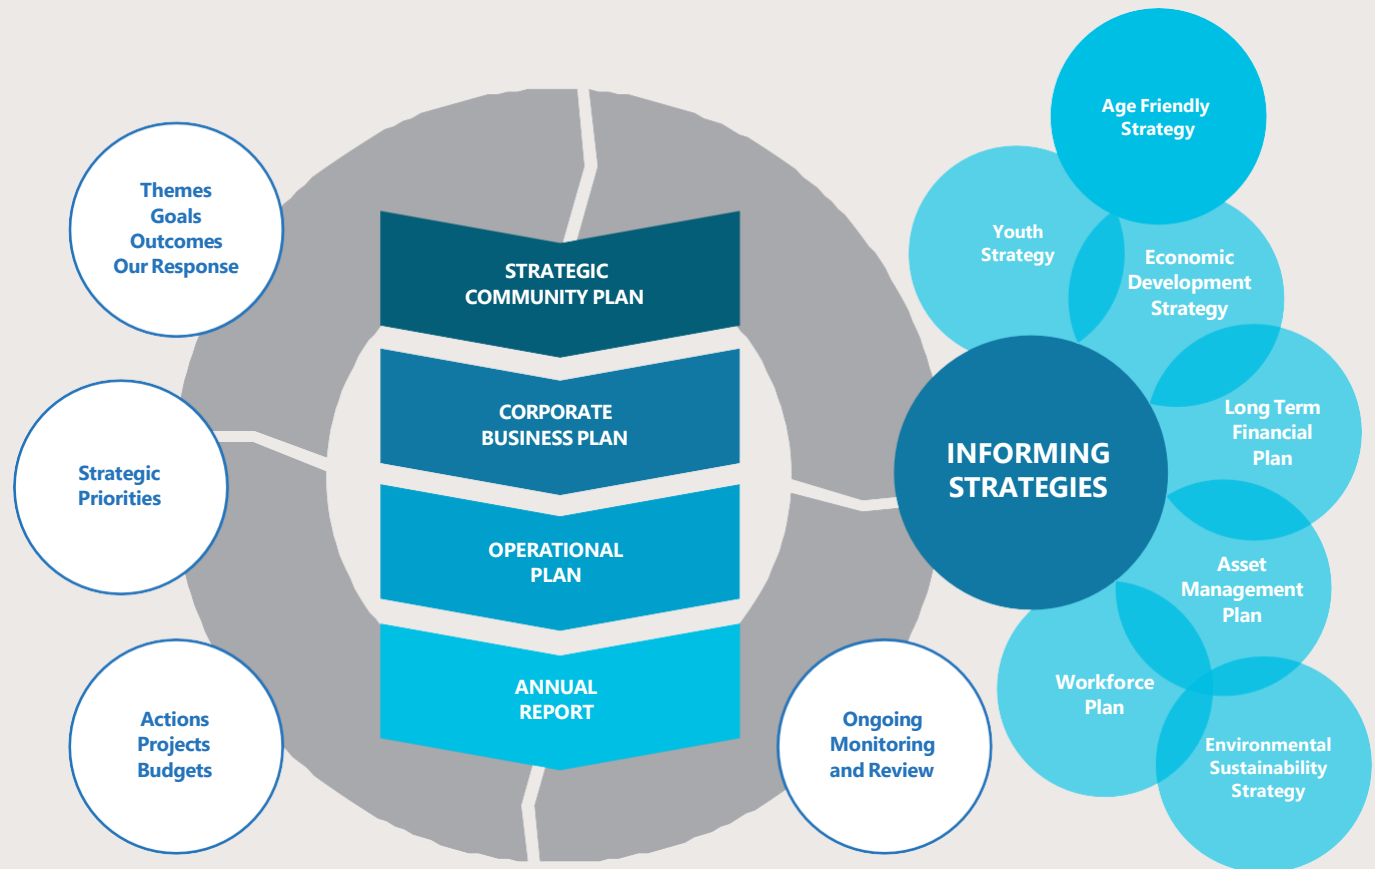 Themes
Goals
Outcomes
Our Response
Strategic
Priorities
Actions
Projects
Budgets
STRATEGIC
COMMUNITY PLAN
CORPORATE
BUSINESS PLAN
OPERATIONAL
PLAN
ANNUAL
REPORT
Ongoing
Monitoring
and Review
INFORMING
STRATEGIES
Age Friendly
Strategy
Youth
Strategy
Economic
Development
Strategy
Long Term
Financial
Plan
Asset
Management
Plan
Workforce
Plan
Environmental
Sustainability
Strategy